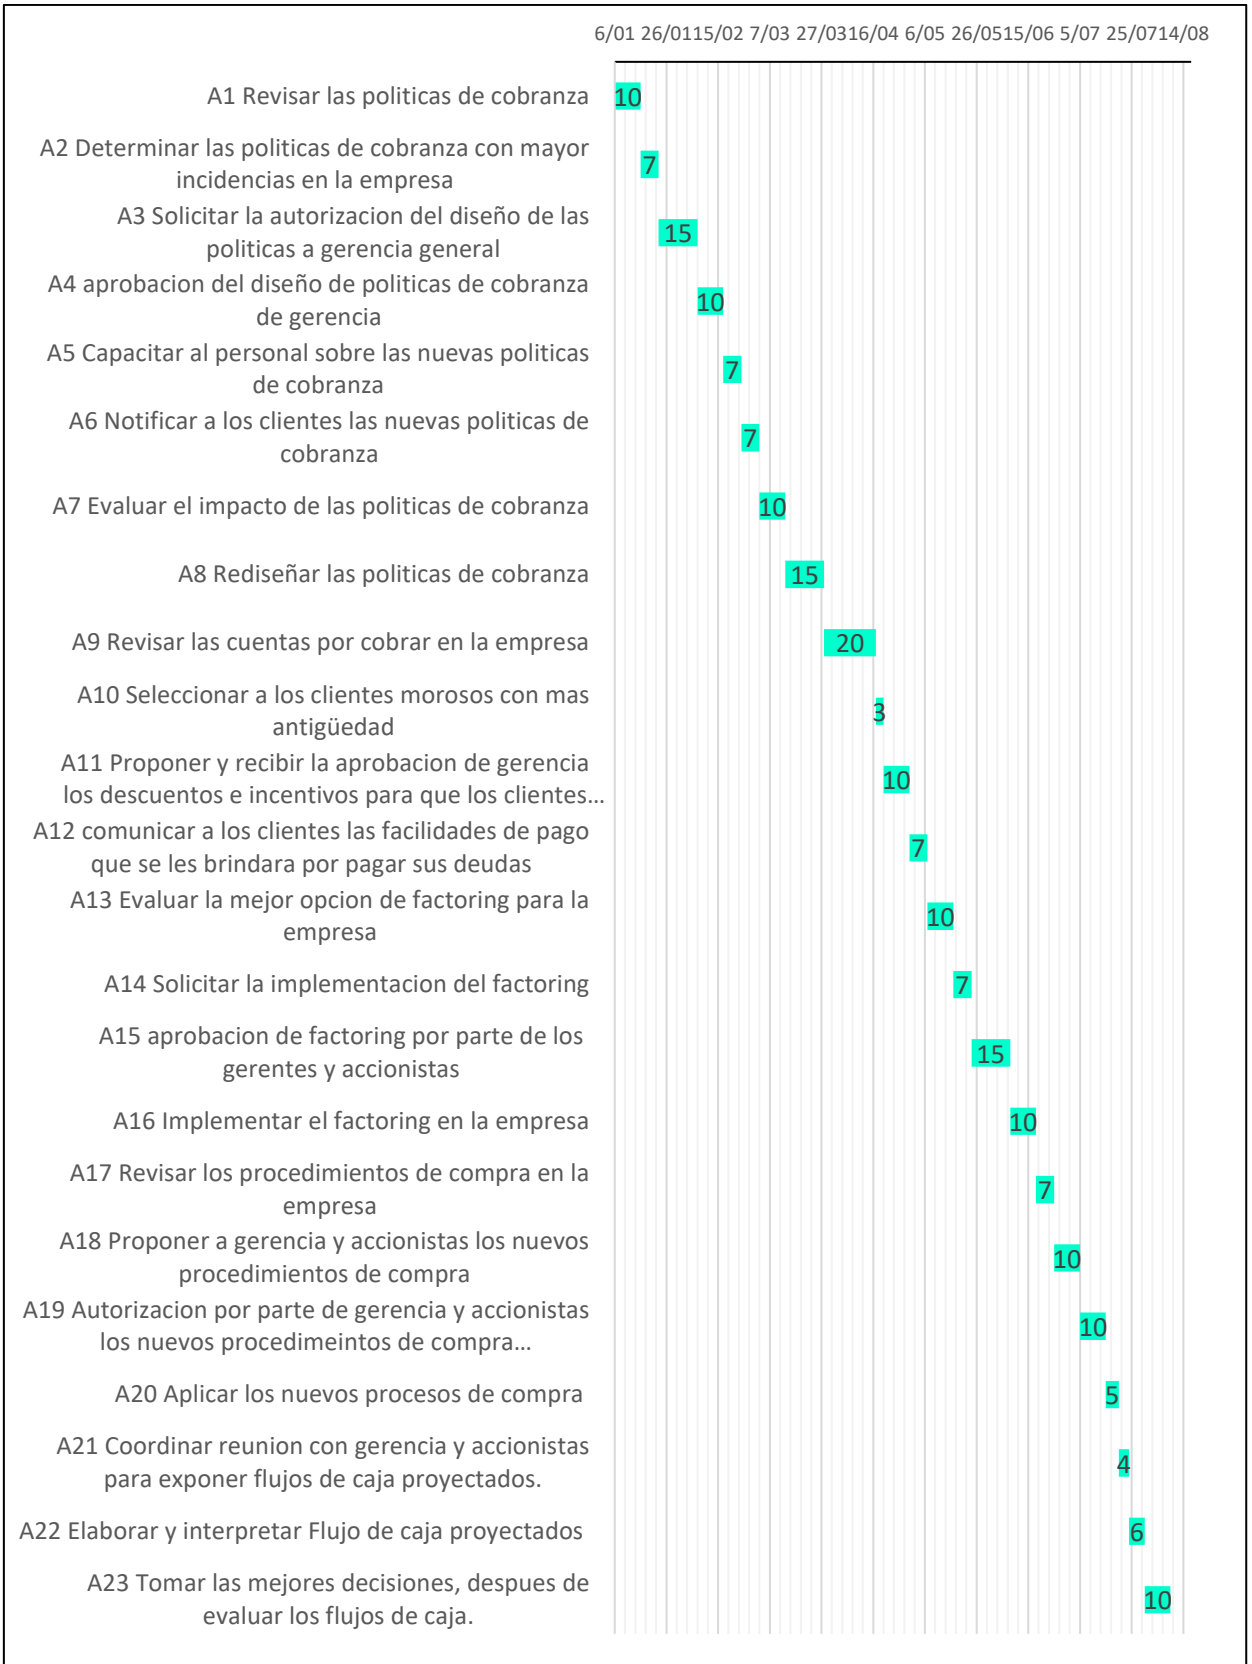 6/01 26/01 15/02 7/03 27/03 16/04 6/05 26/05 15/06 5/07 25/07 14/08
A1 Revisar las politicas de cobranza 10
A2 Determinar las politicas de cobranza con mayor
incidencias en la empresa
7
A3 Solicitar la autorizacion del diseño de las
politicas a gerencia general
15
A4 aprobacion del diseño de politicas de cobranza
de gerencia
10
A5 Capacitar al personal sobre las nuevas politicas
de cobranza
7
A6 Notificar a los clientes las nuevas politicas de
cobranza
7
A7 Evaluar el impacto de las politicas de cobranza 10
A8 Rediseñar las politicas de cobranza 15
A9 Revisar las cuentas por cobrar en la empresa 20
A10 Seleccionar a los clientes morosos con mas
antigüedad
3
A11 Proponer y recibir la aprobacion de gerencia
los descuentos e incentivos para que los clientes...
10
A12 comunicar a los clientes las facilidades de pago
que se les brindara por pagar sus deudas
7
A13 Evaluar la mejor opcion de factoring para la
empresa
10
A14 Solicitar la implementacion del factoring 7
A15 aprobacion de factoring por parte de los
gerentes y accionistas
15
A16 Implementar el factoring en la empresa 10
A17 Revisar los procedimientos de compra en la
empresa
7
A18 Proponer a gerencia y accionistas los nuevos
procedimientos de compra
10
A19 Autorizacion por parte de gerencia y accionistas
los nuevos procedimeintos de compra...
10
A20 Aplicar los nuevos procesos de compra 5
A21 Coordinar reunion con gerencia y accionistas
para exponer flujos de caja proyectados.
4
A22 Elaborar y interpretar Flujo de caja proyectados 6
A23 Tomar las mejores decisiones, despues de
evaluar los flujos de caja.
10